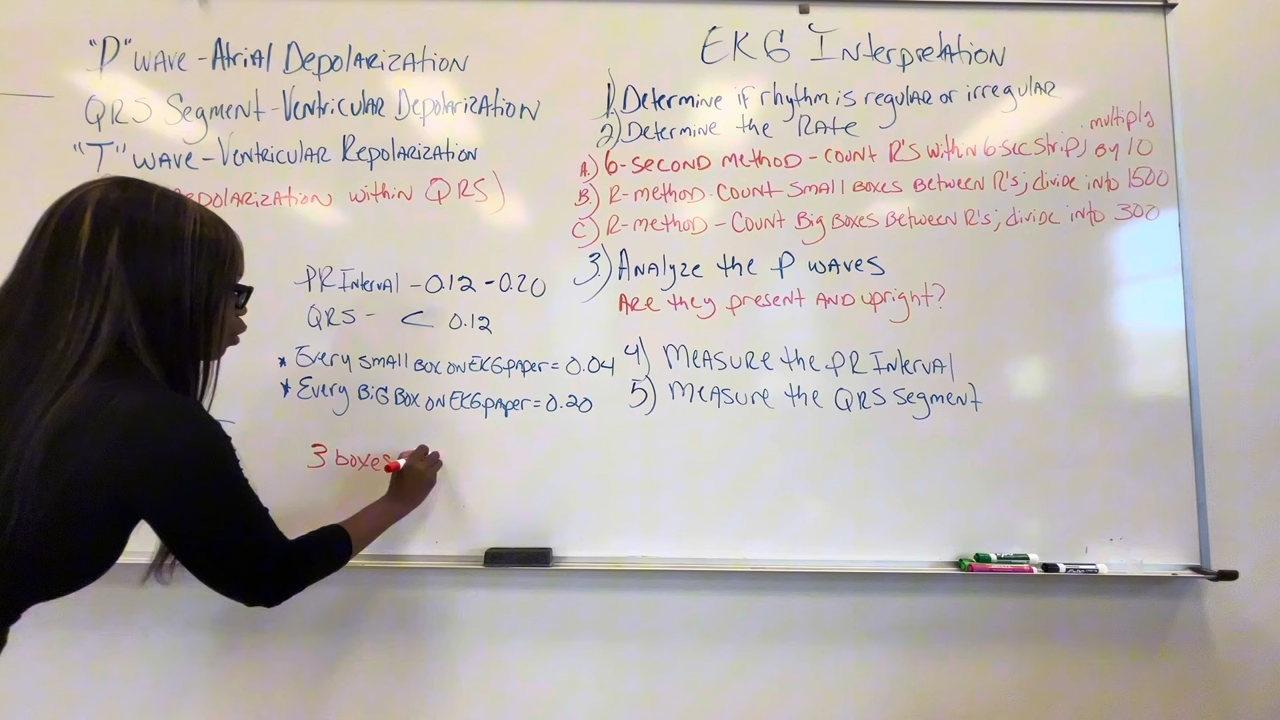 "P" wave - Atrial Depolarization
QRS Segment - Ventricular Depolarization
"T" wave - Ventricular Repolarization
within QRS)
PR Interval - 0.12 - 0.20
QRS - < 0.12
* Every small box on EKG paper = 0.04
* Every Big Box on EKG paper = 0.20
3 boxes
EKG Interpretation
1) Determine if rhythm is regular or irregular
2) Determine the Rate
A.) 6-second method - count R's within 6-sec strip; multiply by 10
B.) R-method - Count small boxes between R's; divide into 1500
C.) R-method - Count Big boxes between R's; divide into 300
3.) Analyze the P waves
Are they present and upright?
4) Measure the PR Interval
5) Measure the QRS segment